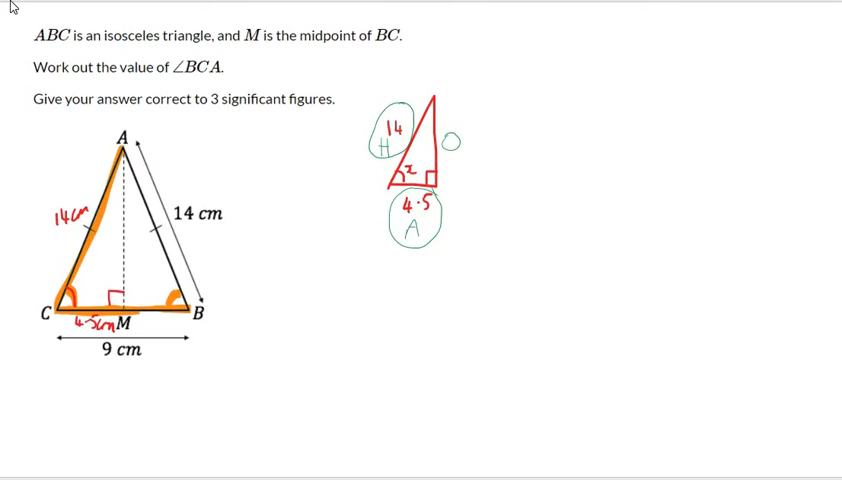 ABC is an isosceles triangle, and M is the midpoint of BC.
Work out the value of ∠BCA.
Give your answer correct to 3 significant figures.
14
H
O
x
4.5
A
A
14cm
14 cm
C
4.5cm
M
B
9 cm